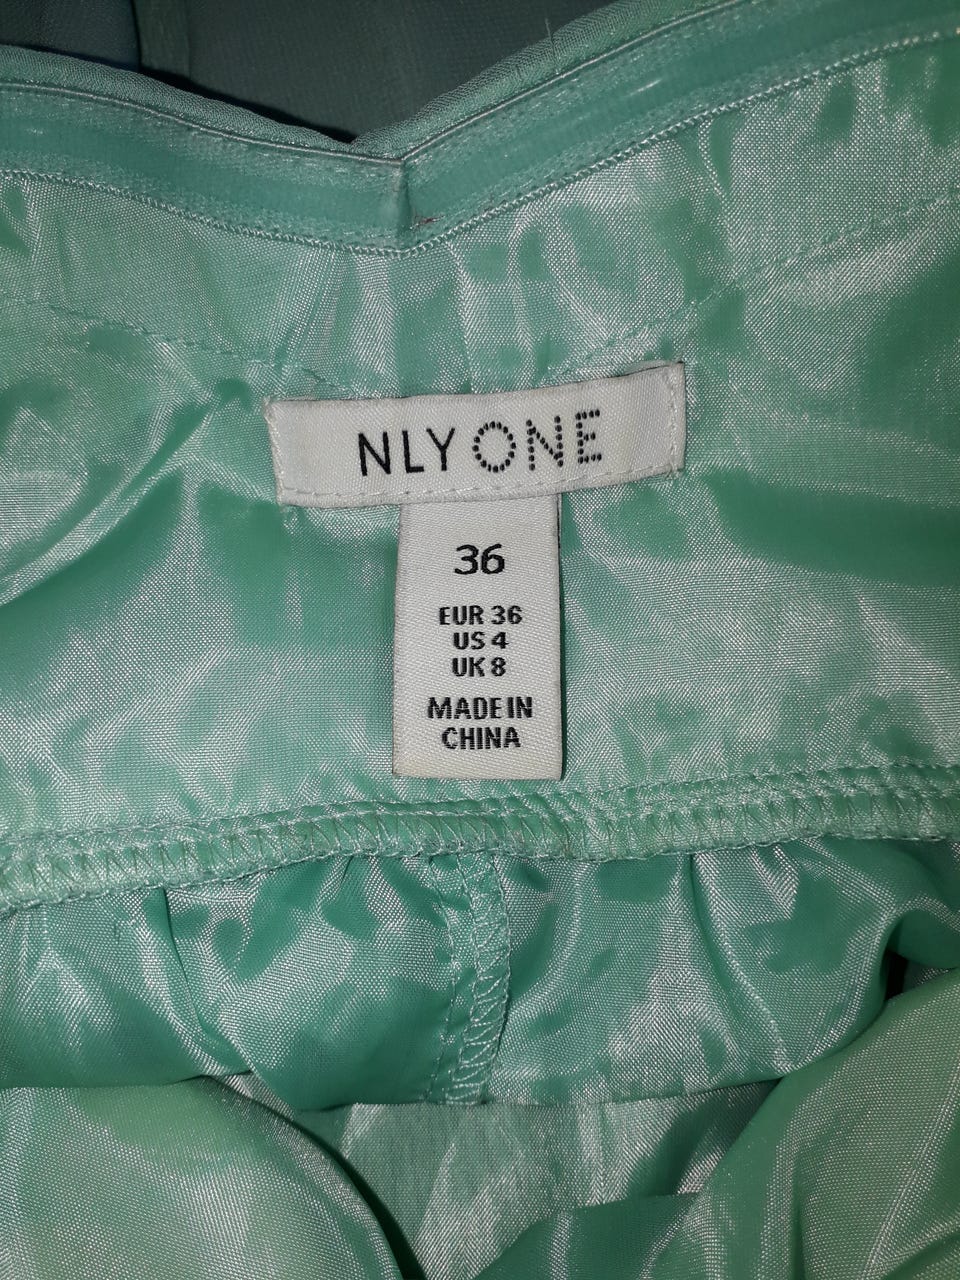 NLY ONE
36
EUR 36
US 4
UK 8
MADE IN
CHINA